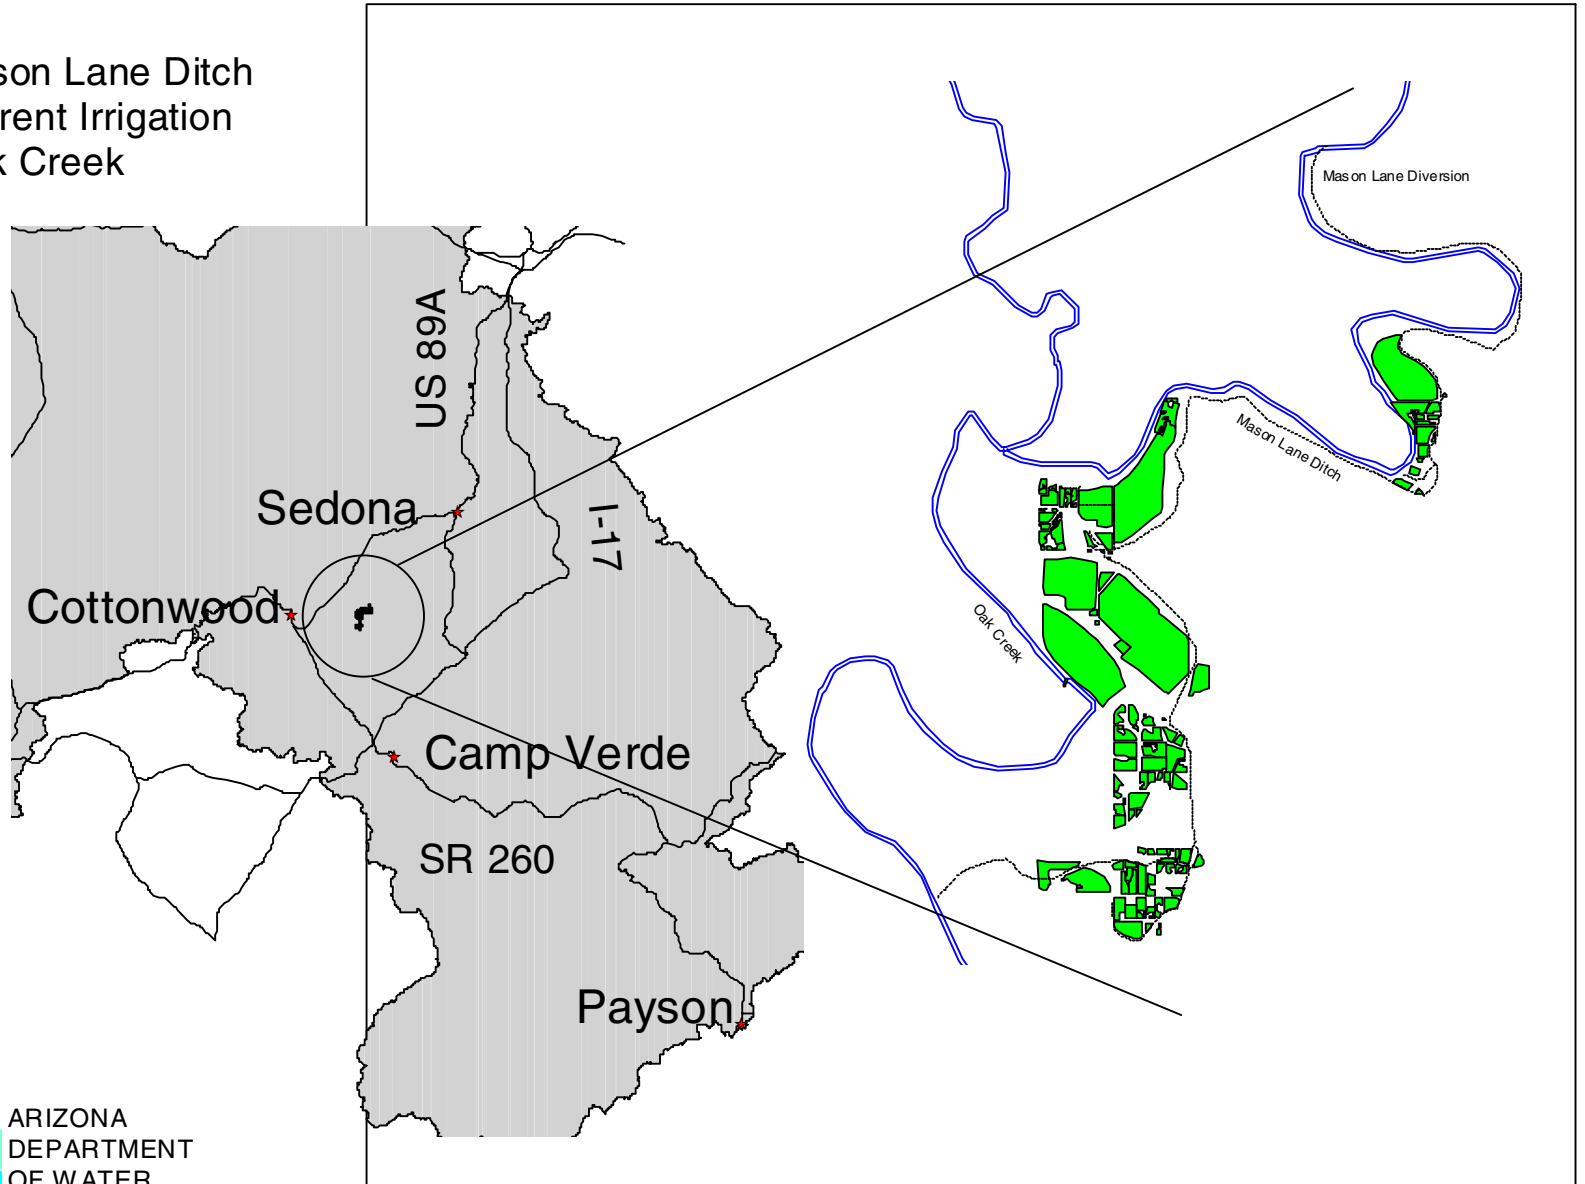 son Lane Ditch
rent Irrigation
k Creek
Mason Lane Diversion
US 89A
Mason Lane Ditch
Sedona
I-17
Cottonwood
Oak Creek
Camp Verde
SR 260
Payson
ARIZONA
DEPARTMENT
OF WATER